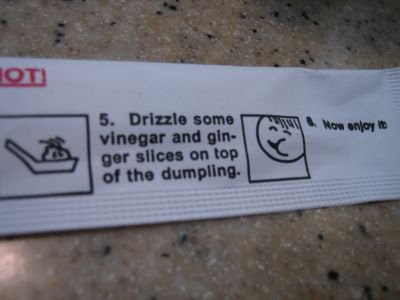 HOT!
5. Drizzle some
vinegar and gin-
ger slices on top
of the dumpling.
6. Now enjoy it!